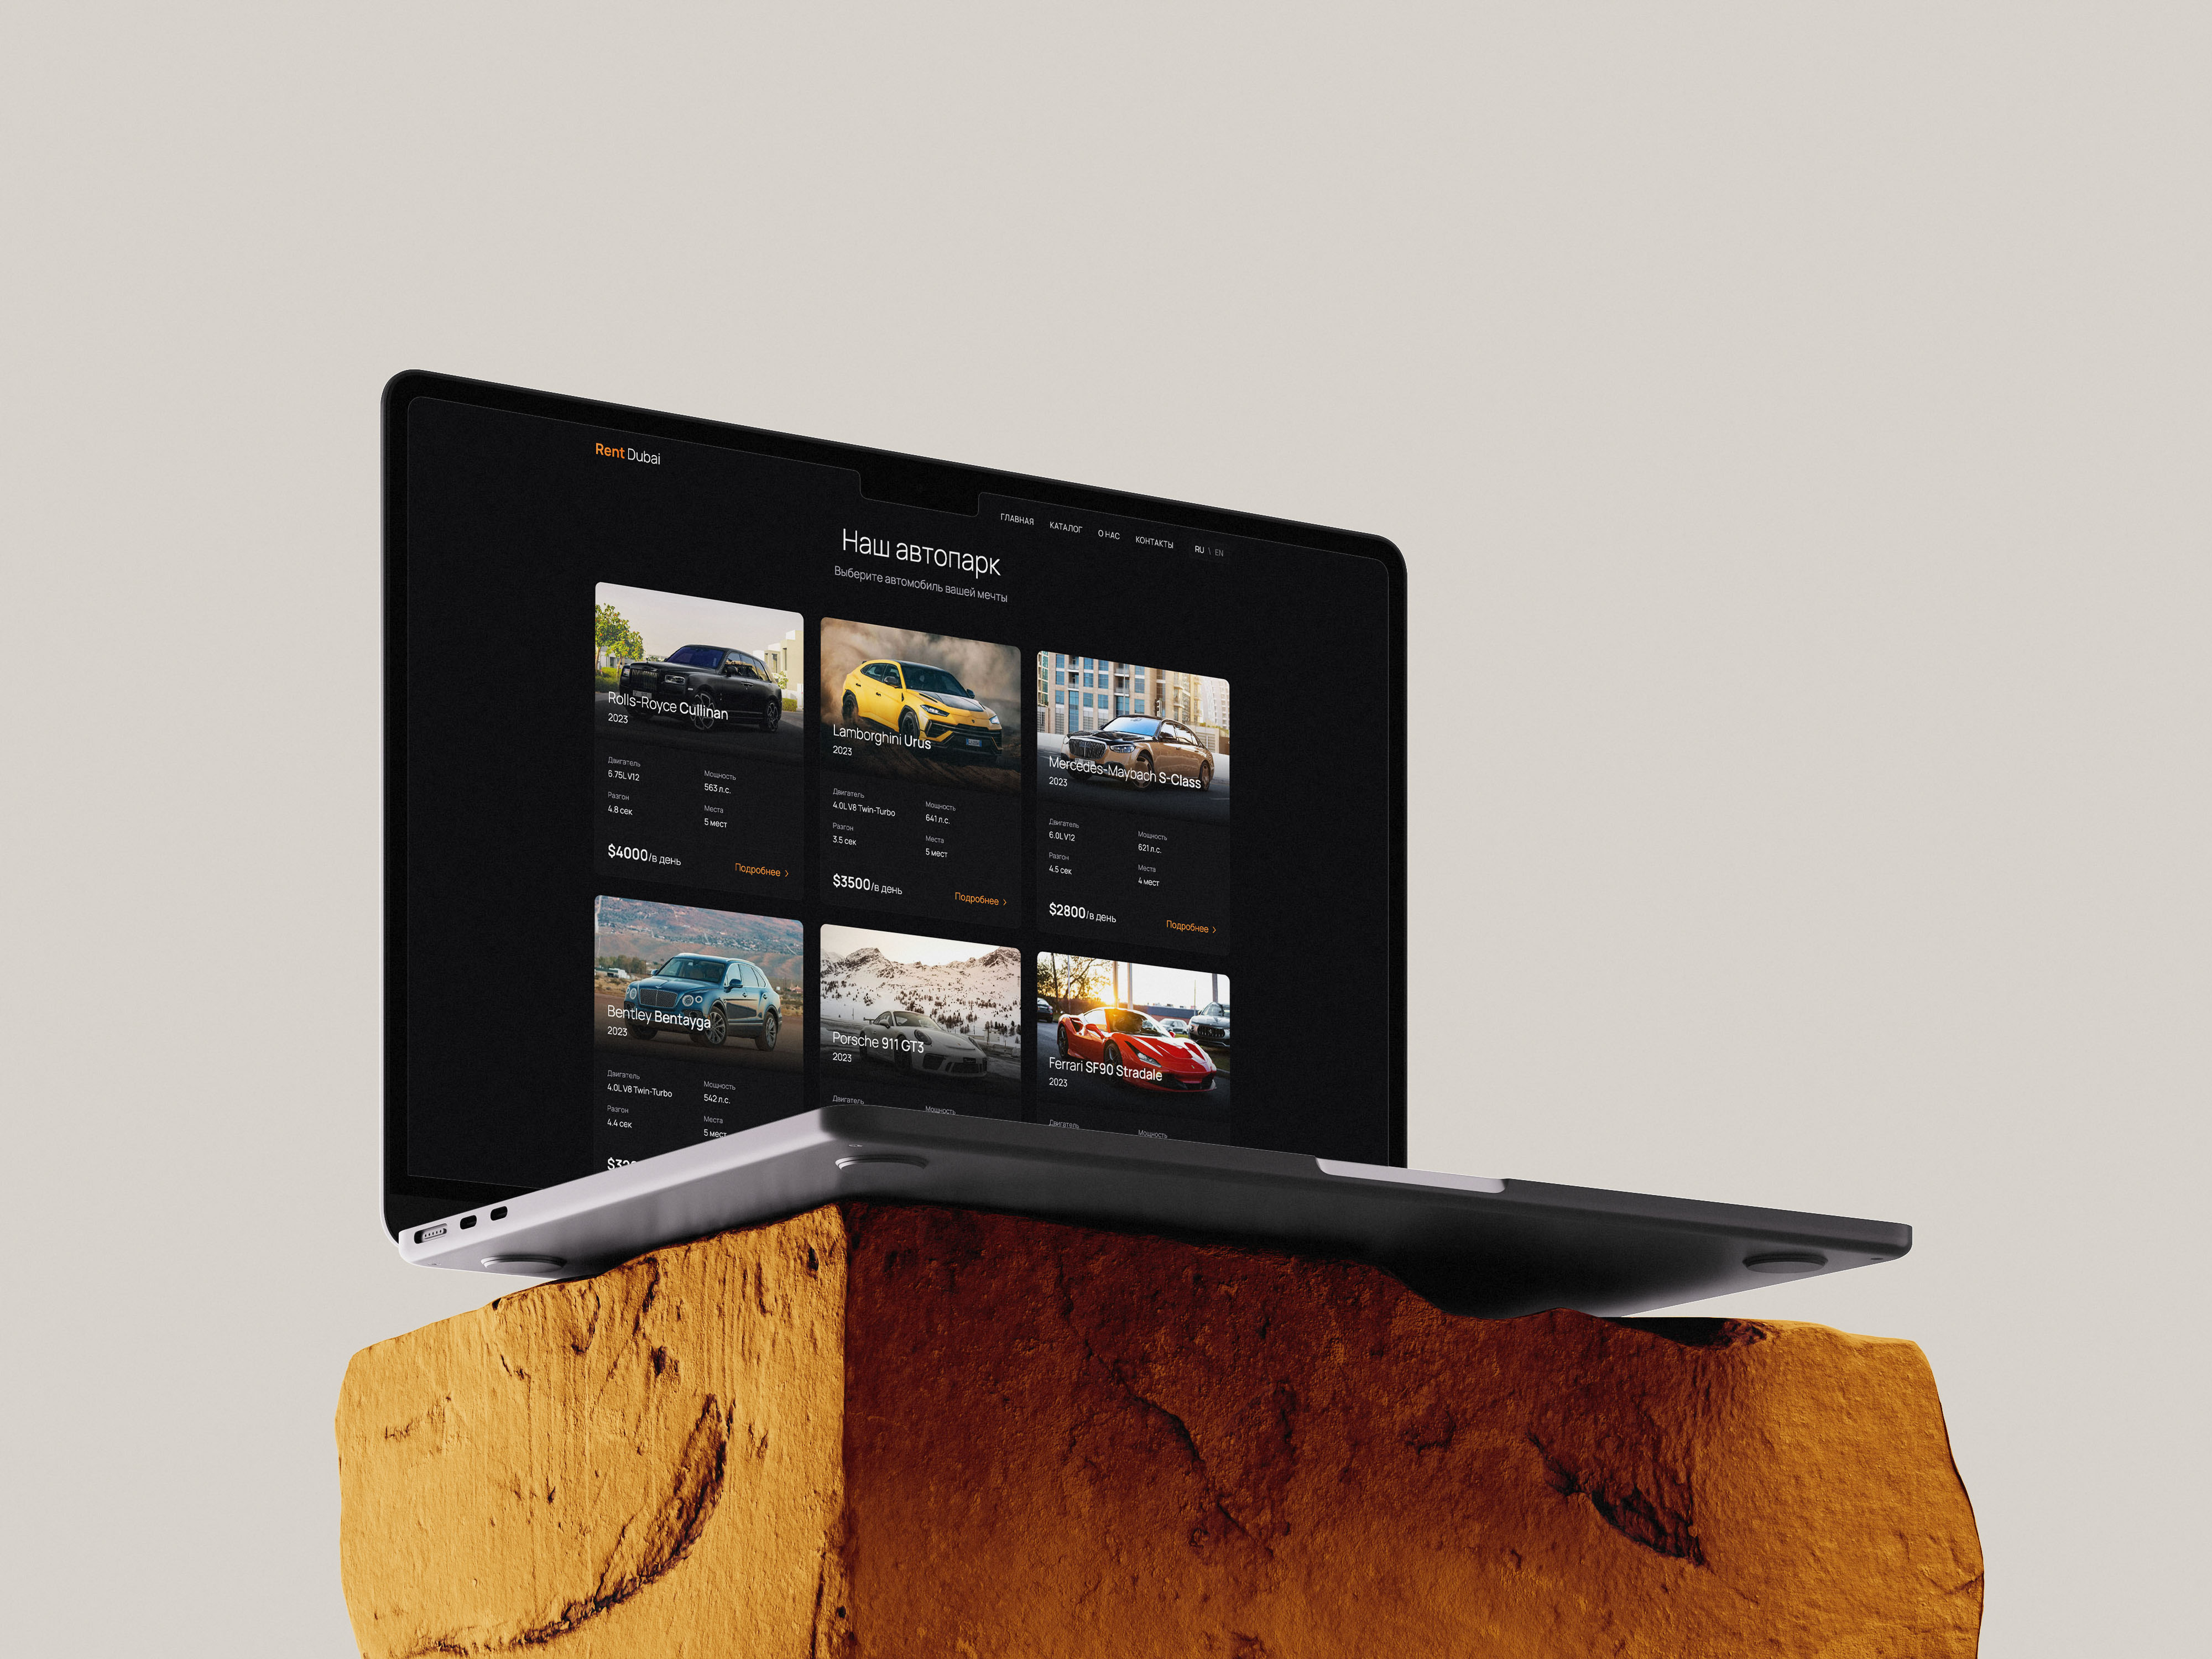 Rent Dubai
ГЛАВНАЯ КАТАЛОГ О НАС КОНТАКТЫ RU \ EN
Наш автопарк
Выберите автомобиль вашей мечты
Rolls-Royce Cullinan
2023
Двигатель Мощность
6.75L V12 563 л.с.
Разгон Места
4.8 сек 5 мест
$4000/в день Подробнее >
Lamborghini Urus
2023
Двигатель Мощность
4.0L V8 Twin-Turbo 641 л.с.
Разгон Места
3.5 сек 5 мест
$3500/в день Подробнее >
Mercedes-Maybach S-Class
2023
Двигатель Мощность
6.0L V12 621 л.с.
Разгон Места
4.5 сек 4 мест
$2800/в день Подробнее >
Bentley Bentayga
2023
Двигатель Мощность
4.0L V8 Twin-Turbo 542 л.с.
Разгон Места
4.4 сек 5 мест
Porsche 911 GT3
2023
Двигатель Мощность
Ferrari SF90 Stradale
2023
Двигатель Мощность